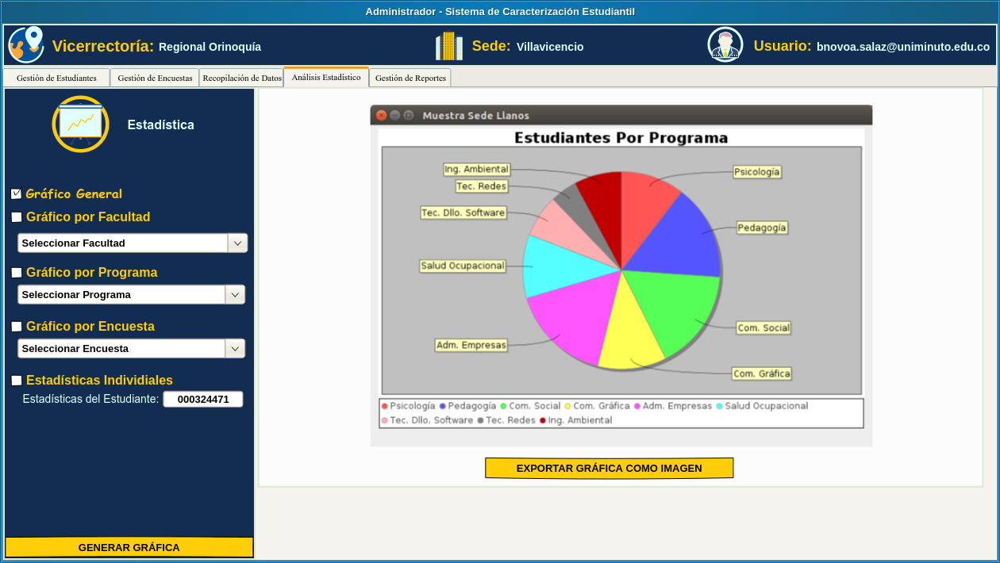 Administrador - Sistema de Caracterización Estudiantil
Vicerrectoría: Regional Orinoquía
Sede: Villavicencio
Usuario: bnovoa.salaz@uniminuto.edu.co
Gestión de Estudiantes
Gestión de Encuestas
Recopilación de Datos
Análisis Estadístico
Gestión de Reportes
Estadística
Gráfico General
Gráfico por Facultad
Seleccionar Facultad
Gráfico por Programa
Seleccionar Programa
Gráfico por Encuesta
Seleccionar Encuesta
Estadísticas Individiales
Estadísticas del Estudiante: 000324471
GENERAR GRÁFICA
Muestra Sede Llanos
Estudiantes Por Programa
Ing. Ambiental
Psicología
Tec. Redes
Tec. Dllo. Software
Pedagogía
Salud Ocupacional
Com. Social
Adm. Empresas
Com. Gráfica
Psicología Pedagogía Com. Social Com. Gráfica Adm. Empresas Salud Ocupacional
Tec. Dllo. Software Tec. Redes Ing. Ambiental
EXPORTAR GRÁFICA COMO IMAGEN